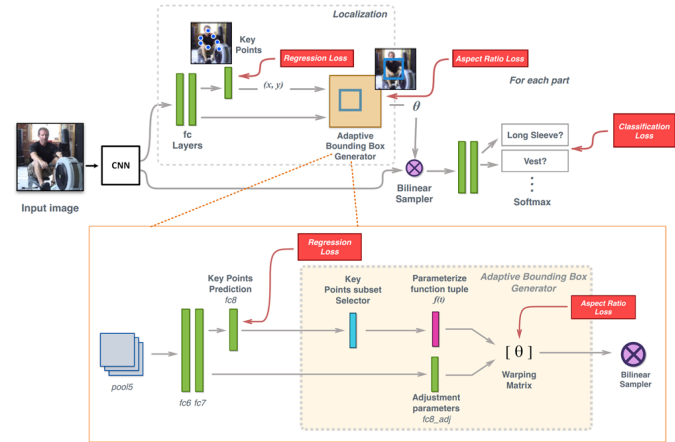 Localization
Key
Points
Regression Loss
Aspect Ratio Loss
For each part
(x, y)
θ
fc
Layers
Adaptive
Bounding Box
Generator
Input image
CNN
Bilinear
Sampler
Long Sleeve?
Vest?
Softmax
Classification
Loss
Regression
Loss
Key Points
Prediction
fc8
Key
Points subset
Selector
Parameterize
function tuple
f(t)
Adaptive Bounding Box
Generator
Aspect Ratio
Loss
[ θ ]
Warping
Matrix
Bilinear
Sampler
pool5
fc6 fc7
Adjustment
parameters
fc8_adj